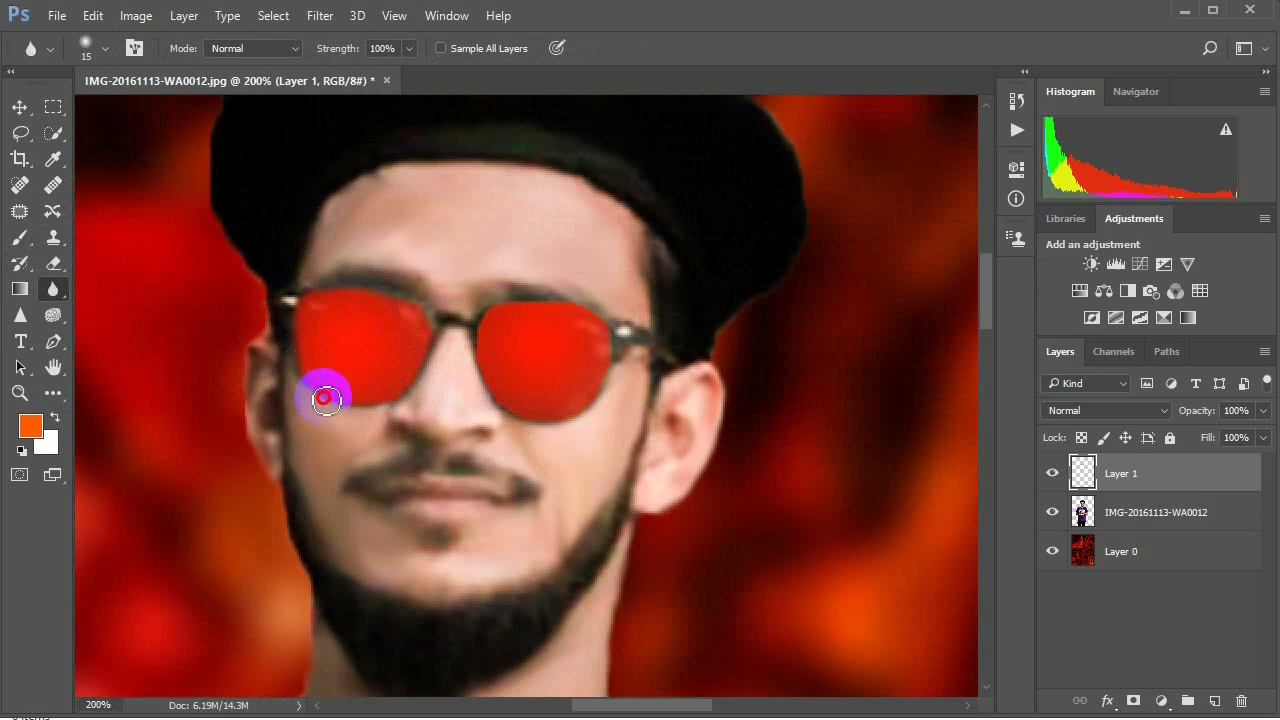 Ps File Edit Image Layer Type Select Filter 3D View Window Help
15 Mode: Normal Strength: 100% Sample All Layers
IMG-20161113-WA0012.jpg @ 200% (Layer 1, RGB/8#) *
Histogram Navigator
Libraries Adjustments
Add an adjustment
Layers Channels Paths
Kind
Normal Opacity: 100%
Lock: Fill: 100%
Layer 1
IMG-20161113-WA0012
Layer 0
200% Doc: 6.19M/14.3M